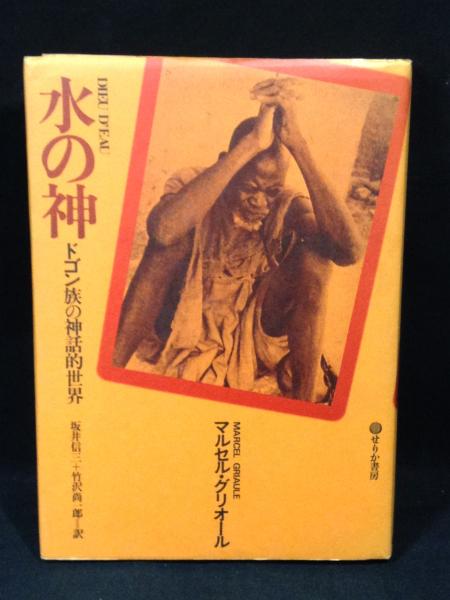 水の神
DIEU D'EAU
ドゴン族の神話的世界
坂井信三+竹沢尚一郎――訳
MARCEL GRIAULE
マルセル・グリオール
せりか書房